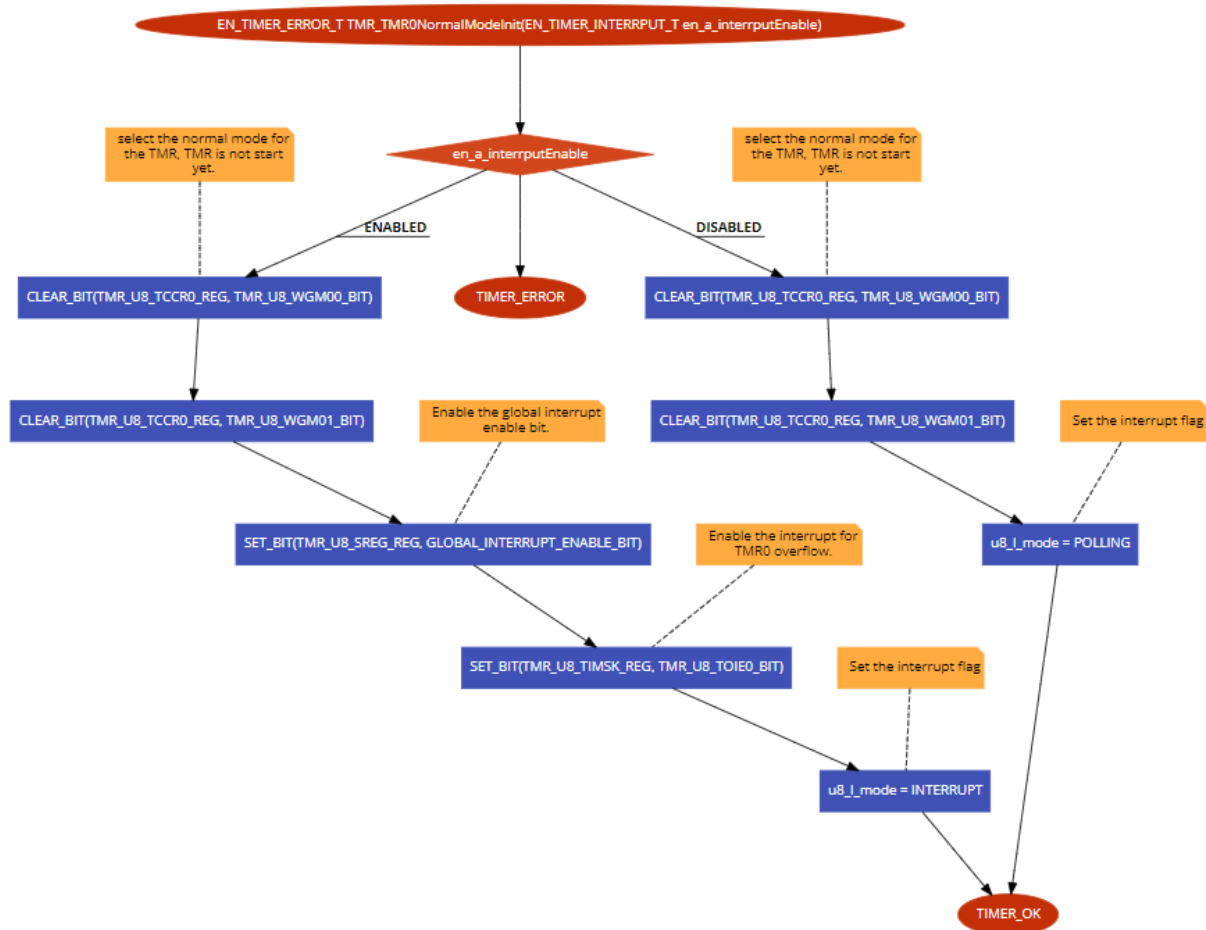 EN_TIMER_ERROR_T TMR_TMR0NormalModeInit(EN_TIMER_INTERRPUT_T en_a_interrputEnable)
select the normal mode for
the TMR, TMR is not start
yet.
en_a_interrputEnable
select the normal mode for
the TMR, TMR is not start
yet.
ENABLED
DISABLED
CLEAR_BIT(TMR_U8_TCCR0_REG, TMR_U8_WGM00_BIT)
TIMER_ERROR
CLEAR_BIT(TMR_U8_TCCR0_REG, TMR_U8_WGM00_BIT)
CLEAR_BIT(TMR_U8_TCCR0_REG, TMR_U8_WGM01_BIT)
Enable the global interrupt
enable bit.
CLEAR_BIT(TMR_U8_TCCR0_REG, TMR_U8_WGM01_BIT)
Set the interrupt flag
SET_BIT(TMR_U8_SREG_REG, GLOBAL_INTERRUPT_ENABLE_BIT)
Enable the interrupt for
TMR0 overflow.
u8_l_mode = POLLING
SET_BIT(TMR_U8_TIMSK_REG, TMR_U8_TOIE0_BIT)
Set the interrupt flag
u8_l_mode = INTERRUPT
TIMER_OK